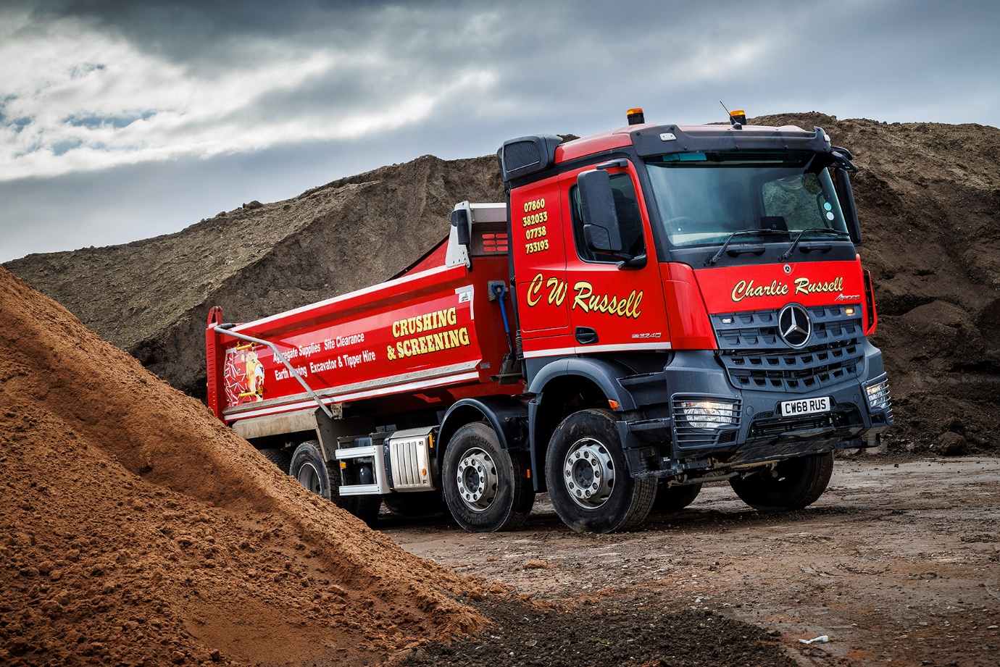 07860
382033
07738
733193
C W Russell
3240
Charlie Russell
CW68 RUS
CRUSHING
& SCREENING
Aggregate Supplies Site Clearance
Earth Moving Excavator & Tipper Hire